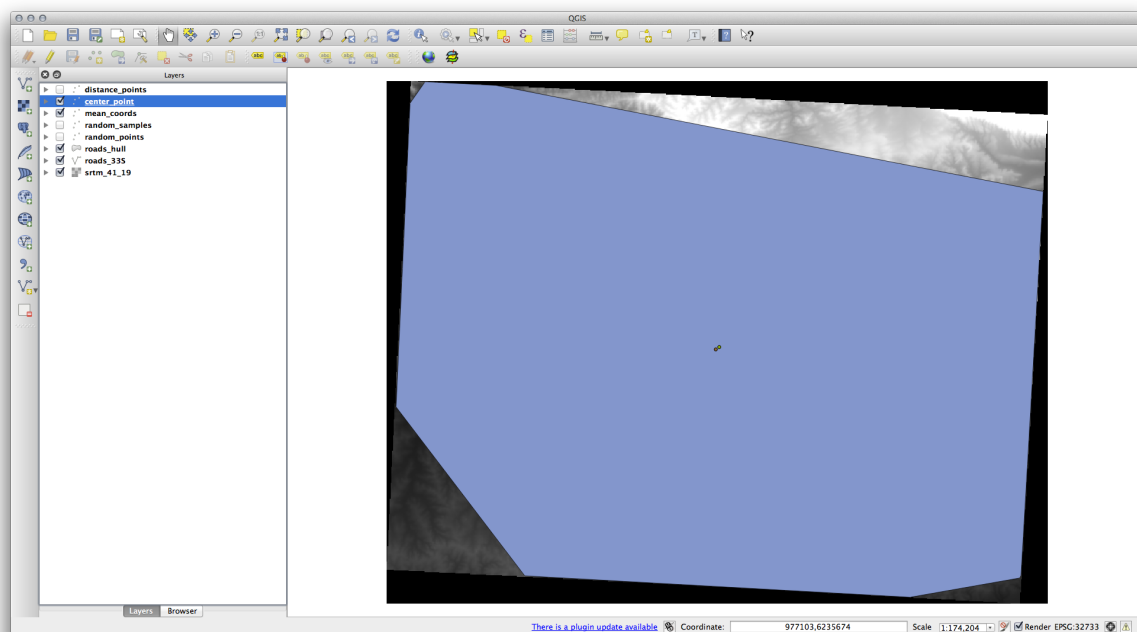 QGIS
Layers
distance_points
center_point
mean_coords
random_samples
random_points
roads_hull
roads_33S
srtm_41_19
Layers Browser
There is a plugin update available Coordinate: 977103,6235674 Scale 1:174,204 Render EPSG:32733